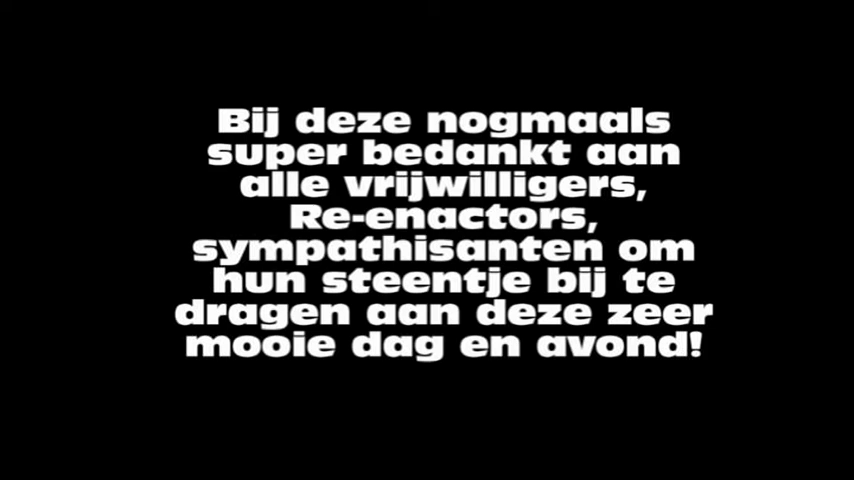 Bij deze nogmaals
super bedankt aan
alle vrijwilligers,
Re-enactors,
sympathisanten om
hun steentje bij te
dragen aan deze zeer
mooie dag en avond!